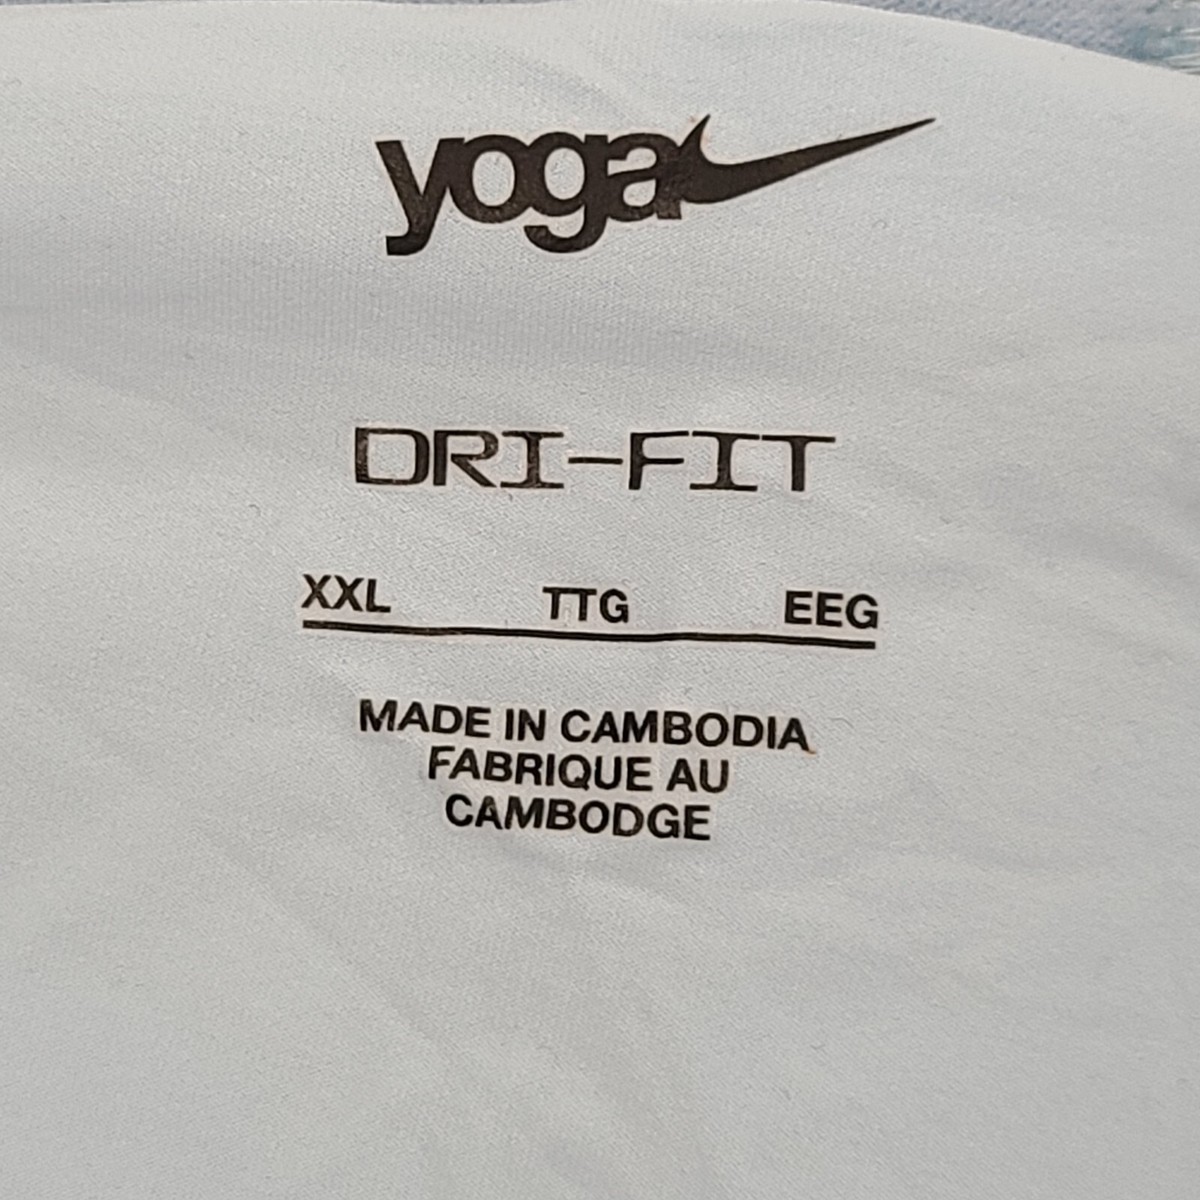 yoga
DRI-FIT
XXL TTG EEG
MADE IN CAMBODIA
FABRIQUE AU
CAMBODGE